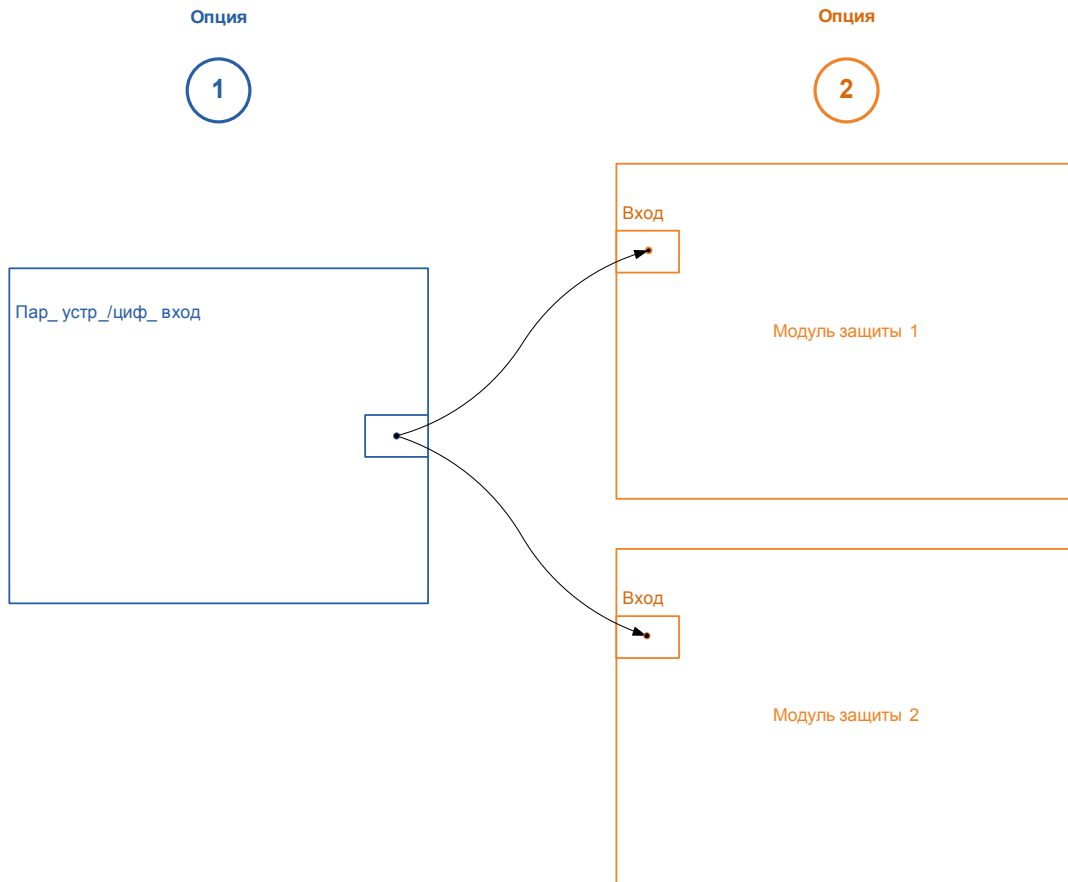 Опция
1
Опция
2
Пар_ устр_/циф_ вход
Вход
Модуль защиты 1
Вход
Модуль защиты 2